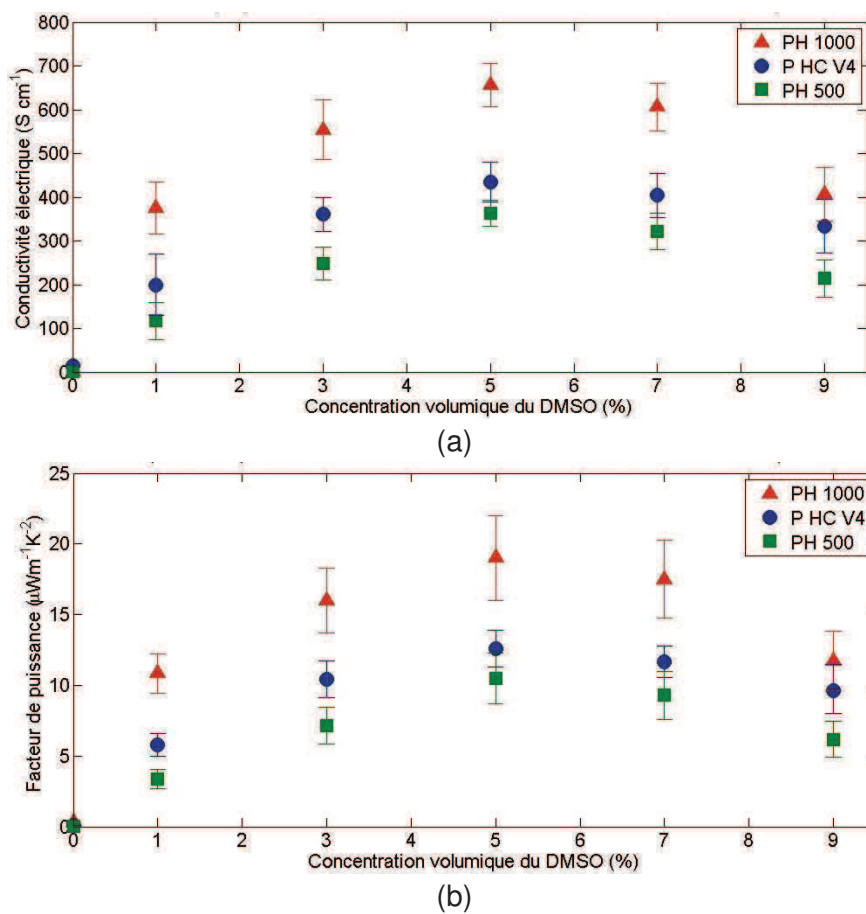 800
700
600
500
400
300
200
100
0
Conductivité électrique (S cm⁻¹)
PH 1000
P HC V4
PH 500
0 1 2 3 4 5 6 7 8 9
Concentration volumique du DMSO (%)
(a)
25
20
15
10
5
0
Facteur de puissance (µWm⁻¹K⁻²)
PH 1000
P HC V4
PH 500
0 1 2 3 4 5 6 7 8 9
Concentration volumique du DMSO (%)
(b)